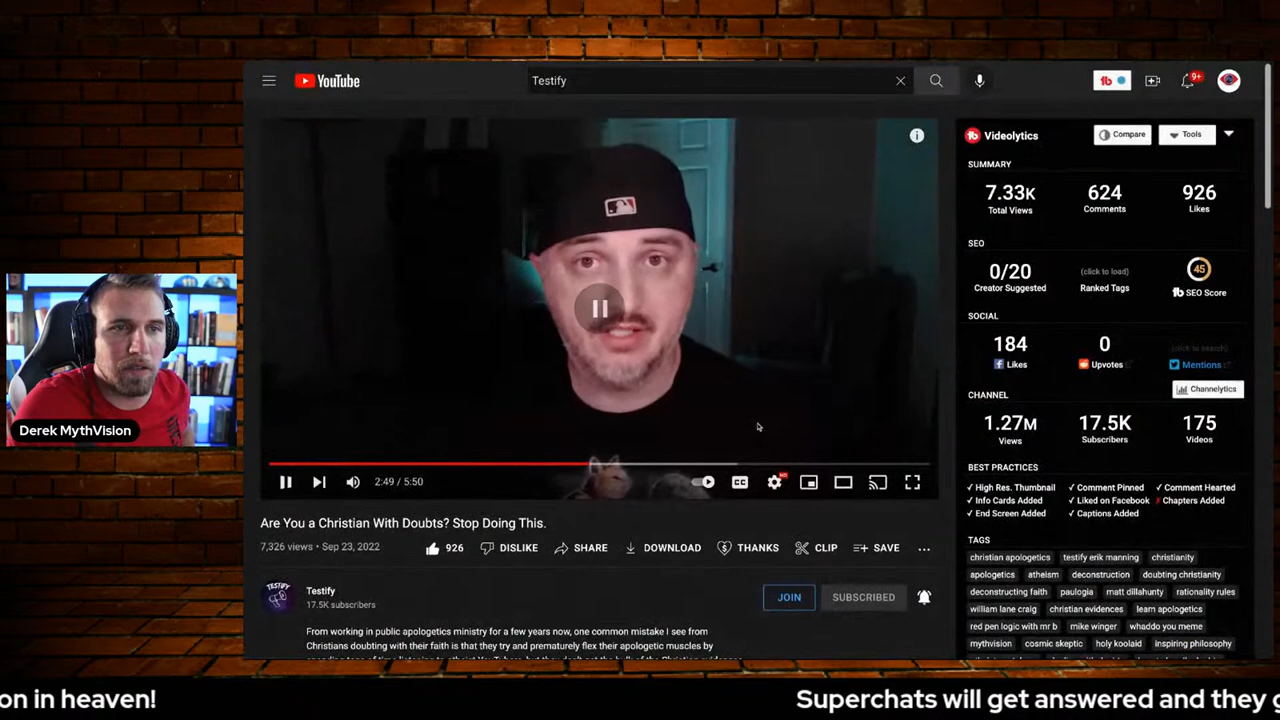 YouTube
Testify
9+
Videolytics
Compare
Tools
SUMMARY
7.33K
624
926
Total Views
Comments
Likes
SEO
0/20
(click to load)
45
Creator Suggested
Ranked Tags
SEO Score
SOCIAL
184
0
(click to search)
Likes
Upvotes
Mentions
Channelytics
CHANNEL
1.27M
17.5K
175
Views
Subscribers
Videos
BEST PRACTICES
✓ High Res. Thumbnail
✓ Comment Pinned
✓ Comment Hearted
✓ Info Cards Added
✓ Lined on Facebook
✗ Chapters Added
✓ End Screen Added
✓ Captions Added
TAGS
christian apologetics
testify erik manning
christianity
apologetics
atheism
deconstruction
doubting christianity
deconstructing faith
paulogia
matt dillahunty
rationality rules
william lane craig
christian evidences
learn apologetics
red pen logic with mr b
mike winger
whaddo you meme
mythvision
cosmic skeptic
holy koolaid
inspiring philosophy
Derek MythVision
2:49 / 5:50
CC
Are You a Christian With Doubts? Stop Doing This.
7,326 views • Sep 23, 2022
926
DISLIKE
SHARE
DOWNLOAD
THANKS
CLIP
SAVE
TESTIFY
Testify
17.5K subscribers
JOIN
SUBSCRIBED
From working in public apologetics ministry for a few years now, one common mistake I see from
Christians doubting with their faith is that they try and prematurely flex their apologetic muscles by
on in heaven!
Superchats will get answered and they g